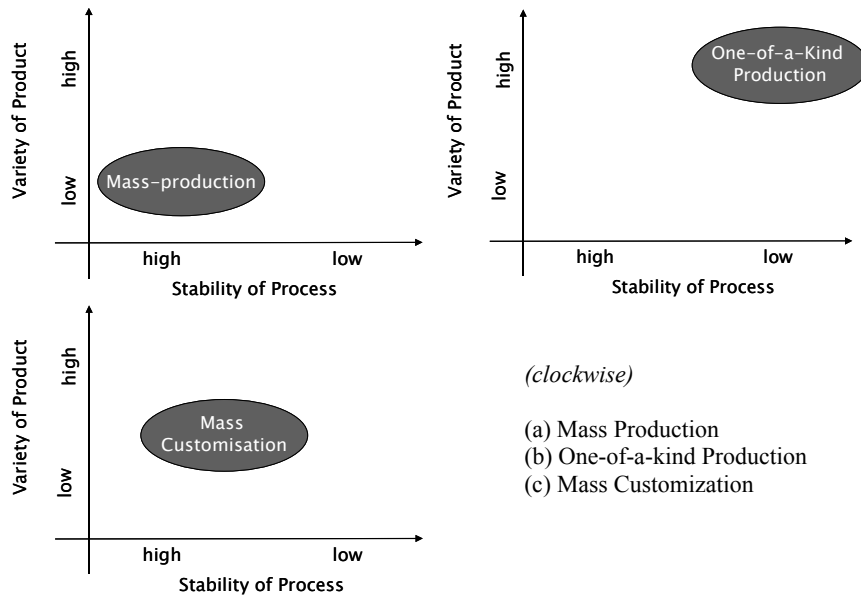 Variety of Product
high
low
Mass-production
high
low
Stability of Process
Variety of Product
high
low
One-of-a-Kind
Production
high
low
Stability of Process
Variety of Product
high
low
Mass
Customisation
high
low
Stability of Process
(clockwise)
(a) Mass Production
(b) One-of-a-kind Production
(c) Mass Customization